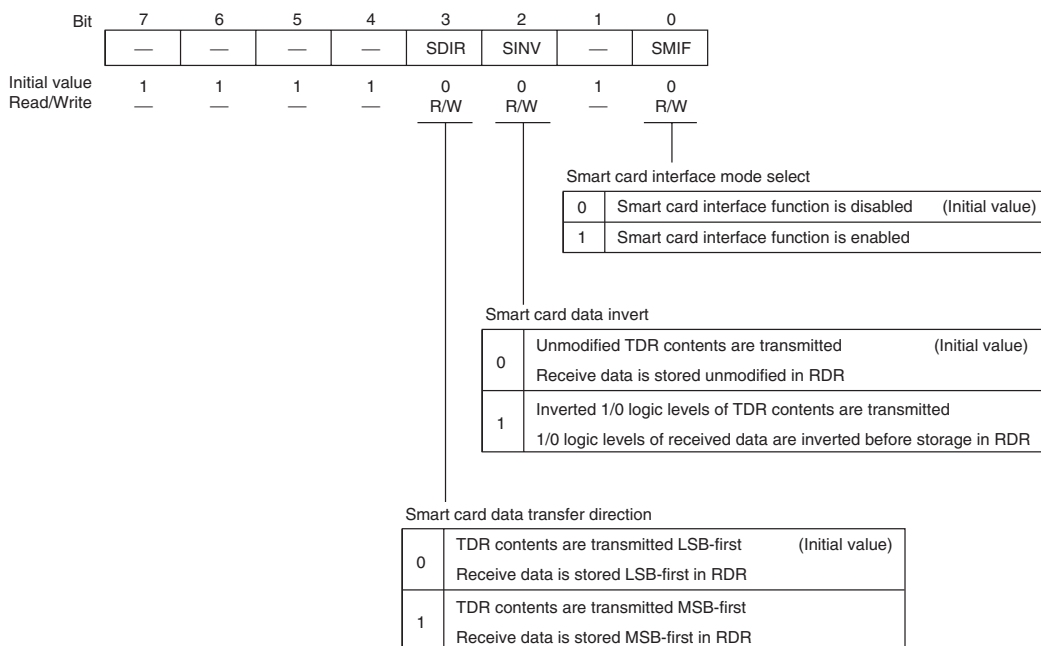 Bit 7 6 5 4 3 2 1 0
— — — — SDIR SINV — SMIF
Initial value 1 1 1 1 0 0 1 0
Read/Write — — — — R/W R/W — R/W
Smart card interface mode select
0 Smart card interface function is disabled (Initial value)
1 Smart card interface function is enabled
Smart card data invert
0 Unmodified TDR contents are transmitted (Initial value)
Receive data is stored unmodified in RDR
1 Inverted 1/0 logic levels of TDR contents are transmitted
1/0 logic levels of received data are inverted before storage in RDR
Smart card data transfer direction
0 TDR contents are transmitted LSB-first (Initial value)
Receive data is stored LSB-first in RDR
1 TDR contents are transmitted MSB-first
Receive data is stored MSB-first in RDR